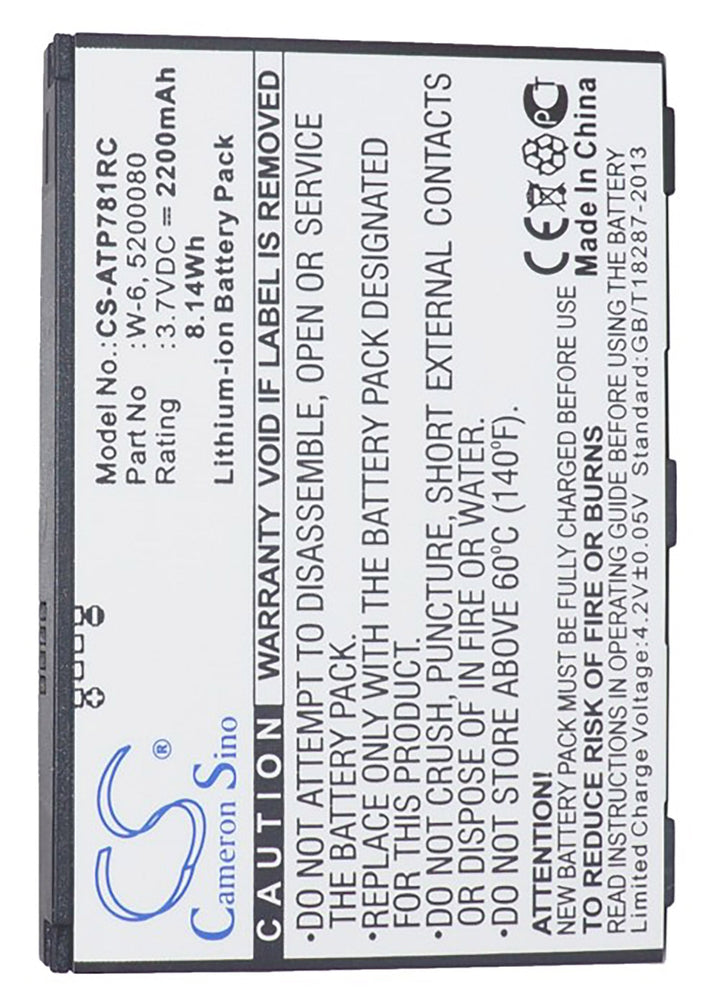 CS®
Cameron Sino
Model No.:CS-ATP781RC
Part No :W-6, 5200080
Rating :3.7VDC⎓2200mAh
8.14Wh
Lithium-ion Battery Pack
CAUTION WARRANTY VOID IF LABEL IS REMOVED
•DO NOT ATTEMPT TO DISASSEMBLE, OPEN OR SERVICE
THE BATTERY PACK.
•REPLACE ONLY WITH THE BATTERY PACK DESIGNATED
FOR THIS PRODUCT.
•DO NOT CRUSH, PUNCTURE, SHORT EXTERNAL CONTACTS
OR DISPOSE OF IN FIRE OR WATER.
•DO NOT STORE ABOVE 60°C (140°F).
CE PCT
Made In China
ATTENTION!
NEW BATTERY PACK MUST BE FULLY CHARGED BEFORE USE
TO REDUCE RISK OF FIRE OR BURNS
READ INSTRUCTIONS IN OPERATING GUIDE BEFORE USING THE BATTERY
Limited Charge Voltage:4.2V±0.05V Standard:GB/T18287-2013